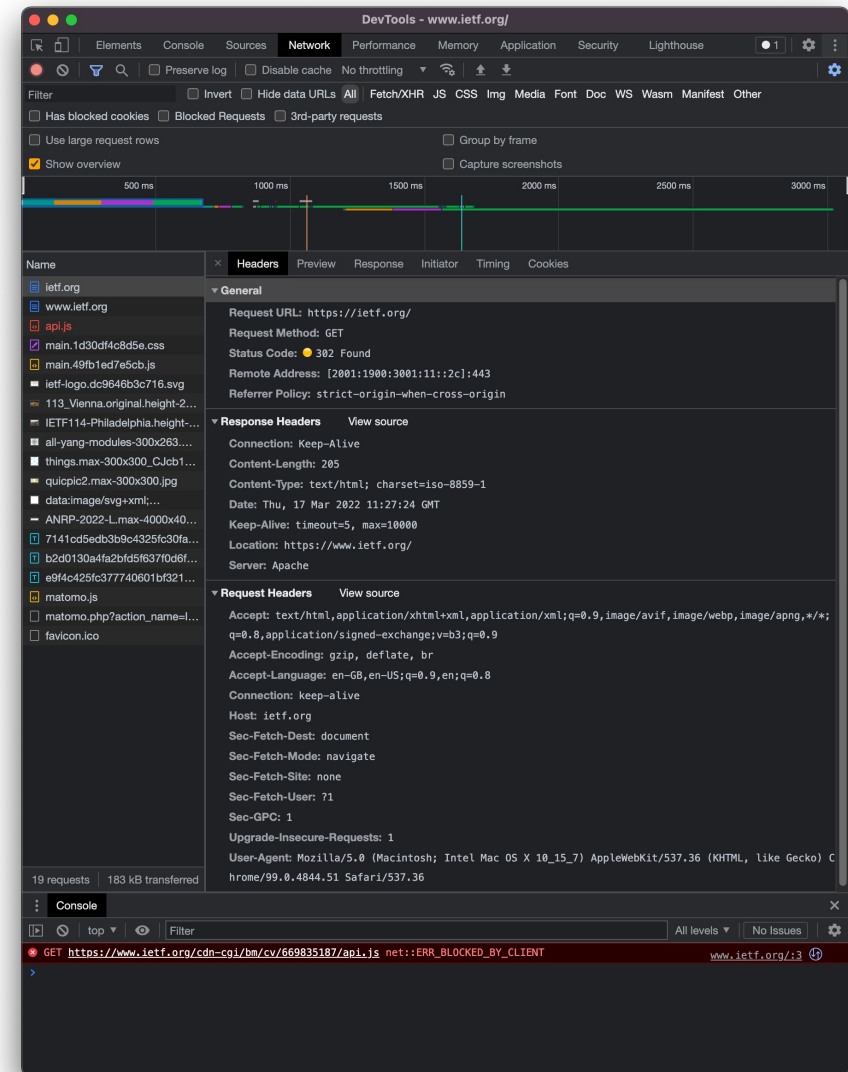 DevTools - www.ietf.org/
Elements Console Sources Network Performance Memory Application Security Lighthouse 1
Preserve log Disable cache No throttling
Filter Invert Hide data URLs All Fetch/XHR JS CSS Img Media Font Doc WS Wasm Manifest Other
Has blocked cookies Blocked Requests 3rd-party requests
Use large request rows Group by frame
Show overview Capture screenshots
500 ms 1000 ms 1500 ms 2000 ms 2500 ms 3000 ms
Name
ietf.org
www.ietf.org
api.js
main.1d30df4c8d5e.css
main.49fb1ed7e5cb.js
ietf-logo.dc9646b3c716.svg
113_Vienna.original.height-2...
IETF114-Philadelphia.height-...
all-yang-modules-300x263....
things.max-300x300_CJcb1...
quicpic2.max-300x300.jpg
data:image/svg+xml;...
ANRP-2022-L.max-4000x40...
7141cd5edb3b9c4325fc30fa...
b2d0130a4fa2bfd5f637f0d6f...
e9f4c425fc377740601bf321...
matomo.js
matomo.php?action_name=I...
favicon.ico
19 requests 183 kB transferred
Headers Preview Response Initiator Timing Cookies
General
Request URL: https://ietf.org/
Request Method: GET
Status Code: 302 Found
Remote Address: [2001:1900:3001:11::2c]:443
Referrer Policy: strict-origin-when-cross-origin
Response Headers View source
Connection: Keep-Alive
Content-Length: 205
Content-Type: text/html; charset=iso-8859-1
Date: Thu, 17 Mar 2022 11:27:24 GMT
Keep-Alive: timeout=5, max=10000
Location: https://www.ietf.org/
Server: Apache
Request Headers View source
Accept: text/html,application/xhtml+xml,application/xml;q=0.9,image/avif,image/webp,image/apng,*/*;
q=0.8,application/signed-exchange;v=b3;q=0.9
Accept-Encoding: gzip, deflate, br
Accept-Language: en-GB,en-US;q=0.9,en;q=0.8
Connection: keep-alive
Host: ietf.org
Sec-Fetch-Dest: document
Sec-Fetch-Mode: navigate
Sec-Fetch-Site: none
Sec-Fetch-User: ?1
Sec-GPC: 1
Upgrade-Insecure-Requests: 1
User-Agent: Mozilla/5.0 (Macintosh; Intel Mac OS X 10_15_7) AppleWebKit/537.36 (KHTML, like Gecko) C
hrome/99.0.4844.51 Safari/537.36
Console
top Filter All levels No Issues
GET https://www.ietf.org/cdn-cgi/bm/cv/669835187/api.js net::ERR_BLOCKED_BY_CLIENT www.ietf.org/:3